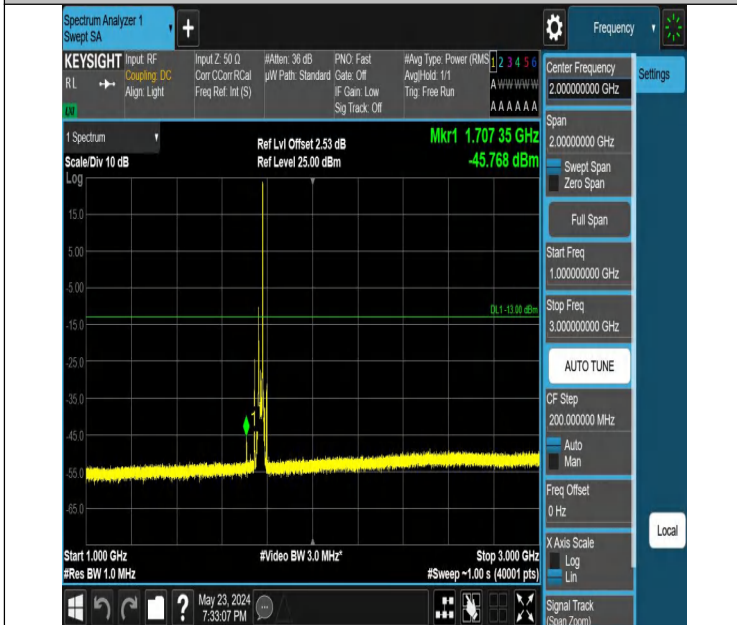 Spectrum Analyzer 1
Swept SA
+
Frequency
KEYSIGHT
RL
Input: RF
Coupling: DC
Align: Light
Input Z: 50 Ω
Corr CCorr RCal
Freq Ref: Int (S)
#Atten: 36 dB
µW Path: Standard
PNO: Fast
Gate: Off
IF Gain: Low
Sig Track: Off
#Avg Type: Power (RMS
Avg|Hold: 1/1
Trig: Free Run
1 2 3 4 5 6
A W W W W W
A A A A A A
1 Spectrum
Scale/Div 10 dB
Log
Ref Lvl Offset 2.53 dB
Ref Level 25.00 dBm
Mkr1 1.707 35 GHz
-45.768 dBm
15.0
5.00
-5.00
-15.0
-25.0
-35.0
-45.0
-55.0
-65.0
DL1 -13.00 dBm
Start 1.000 GHz
#Res BW 1.0 MHz
#Video BW 3.0 MHz*
Stop 3.000 GHz
#Sweep ~1.00 s (40001 pts)
?
May 23, 2024
7:33:07 PM
Center Frequency
2.000000000 GHz
Settings
Span
2.00000000 GHz
Swept Span
Zero Span
Full Span
Start Freq
1.000000000 GHz
Stop Freq
3.000000000 GHz
AUTO TUNE
CF Step
200.000000 MHz
Auto
Man
Freq Offset
0 Hz
X Axis Scale
Log
Lin
Local
Signal Track
(Span Zoom)